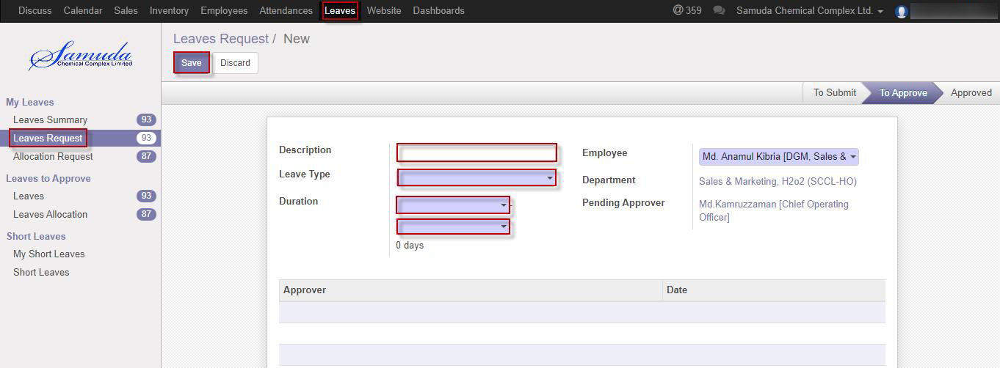 Discuss Calendar Sales Inventory Employees Attendances Leaves Website Dashboards @ 359 Samuda Chemical Complex Ltd.
Samuda
Chemical Complex Limited
Leaves Request / New
Save Discard
To Submit To Approve Approved
My Leaves
Leaves Summary 93
Leaves Request 93
Allocation Request 87
Leaves to Approve
Leaves 93
Leaves Allocation 87
Short Leaves
My Short Leaves
Short Leaves
Description
Leave Type
Duration
-
0 days
Employee Md. Anamul Kibria [DGM, Sales &
Department Sales & Marketing, H2o2 (SCCL-HO)
Pending Approver Md.Kamruzzaman [Chief Operating
Officer]
Approver Date